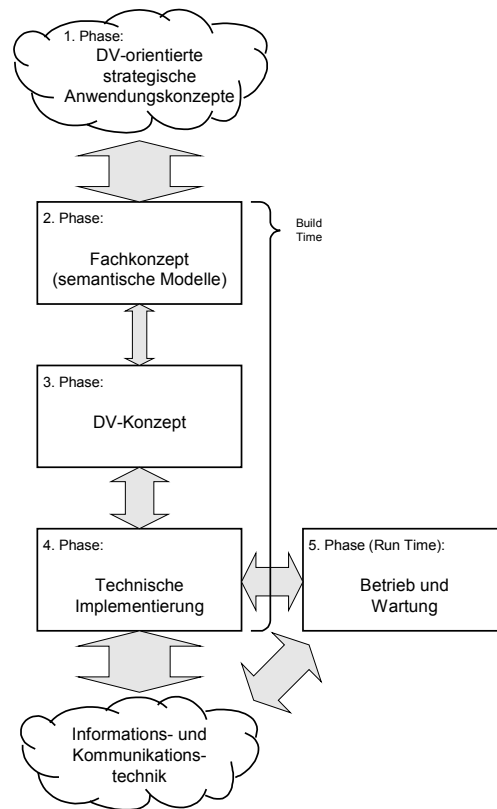 1. Phase:
DV-orientierte
strategische
Anwendungskonzepte
2. Phase:
Fachkonzept
(semantische Modelle)
Build
Time
3. Phase:
DV-Konzept
4. Phase:
Technische
Implementierung
5. Phase (Run Time):
Betrieb und
Wartung
Informations- und
Kommunikations-
technik